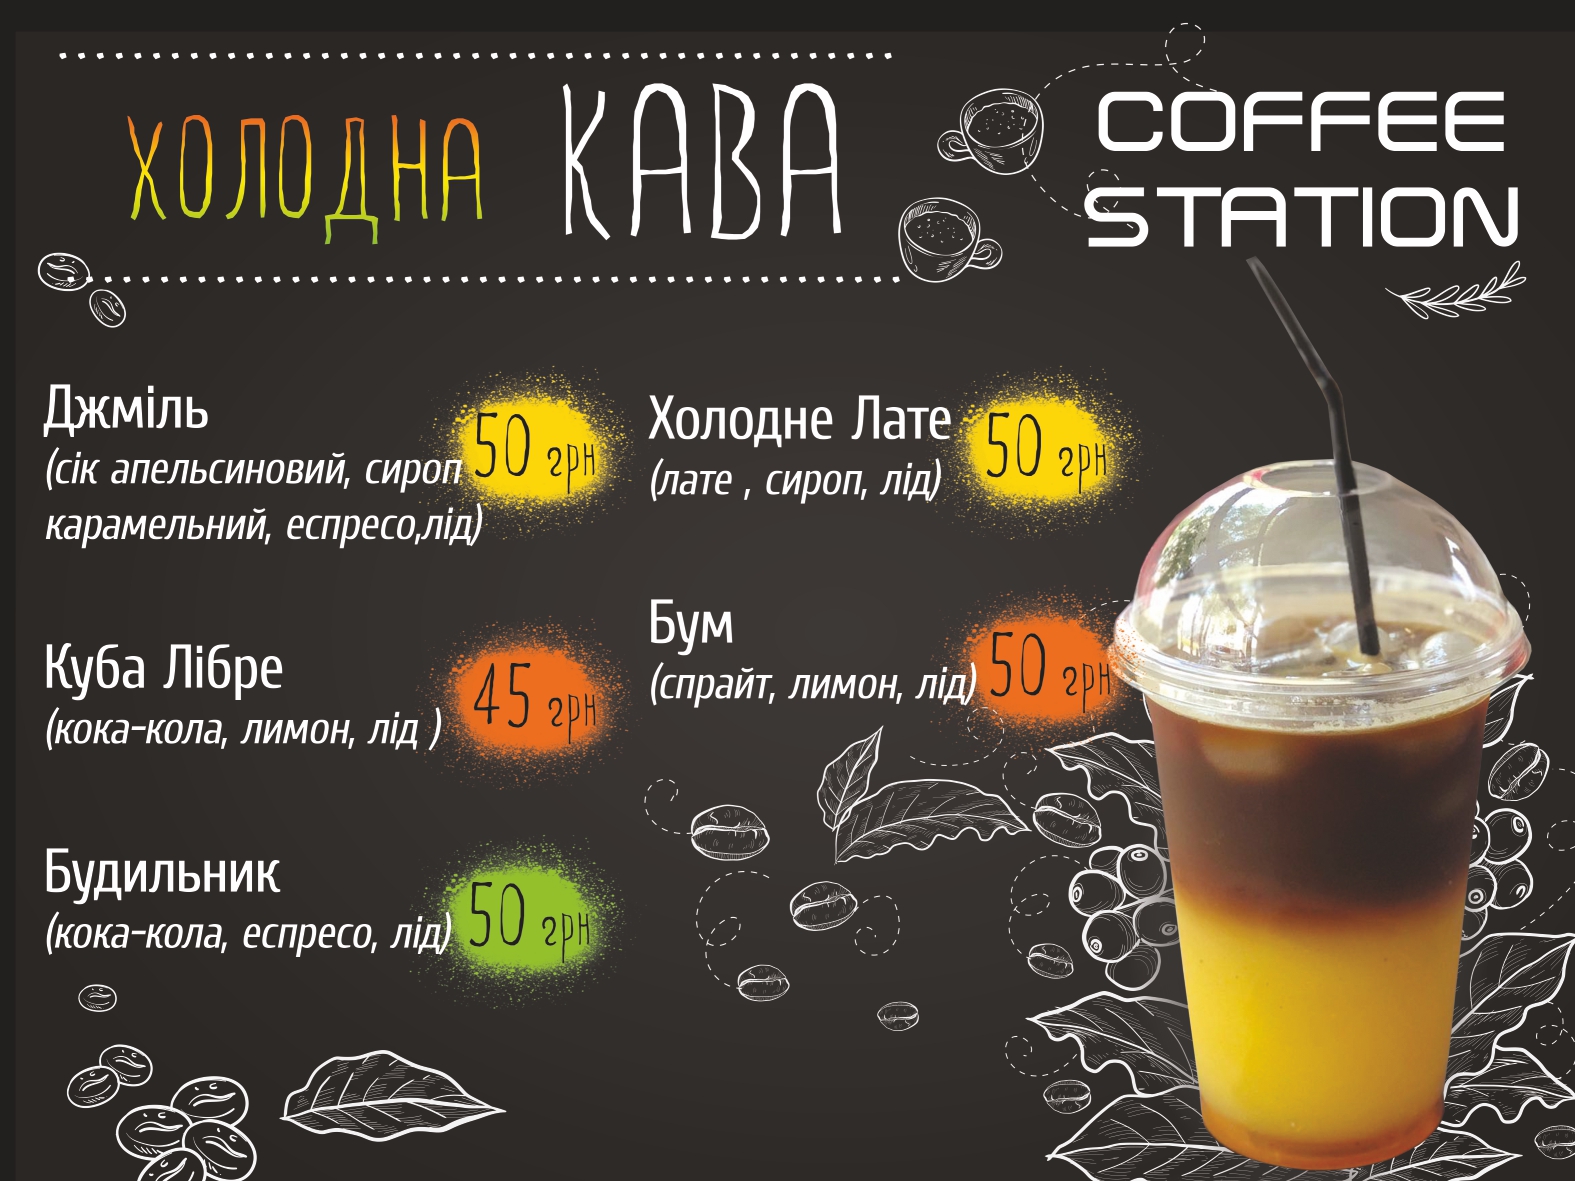 ХОЛОДНА КАВА
COFFEE
STATION
Джміль
(сік апельсиновий, сироп
карамельний, еспресо,лід)
50 грн
Куба Лібре
(кока-кола, лимон, лід )
45 грн
Будильник
(кока-кола, еспресо, лід)
50 грн
Холодне Лате
(лате , сироп, лід)
50 грн
Бум
(спрайт, лимон, лід)
50 грн